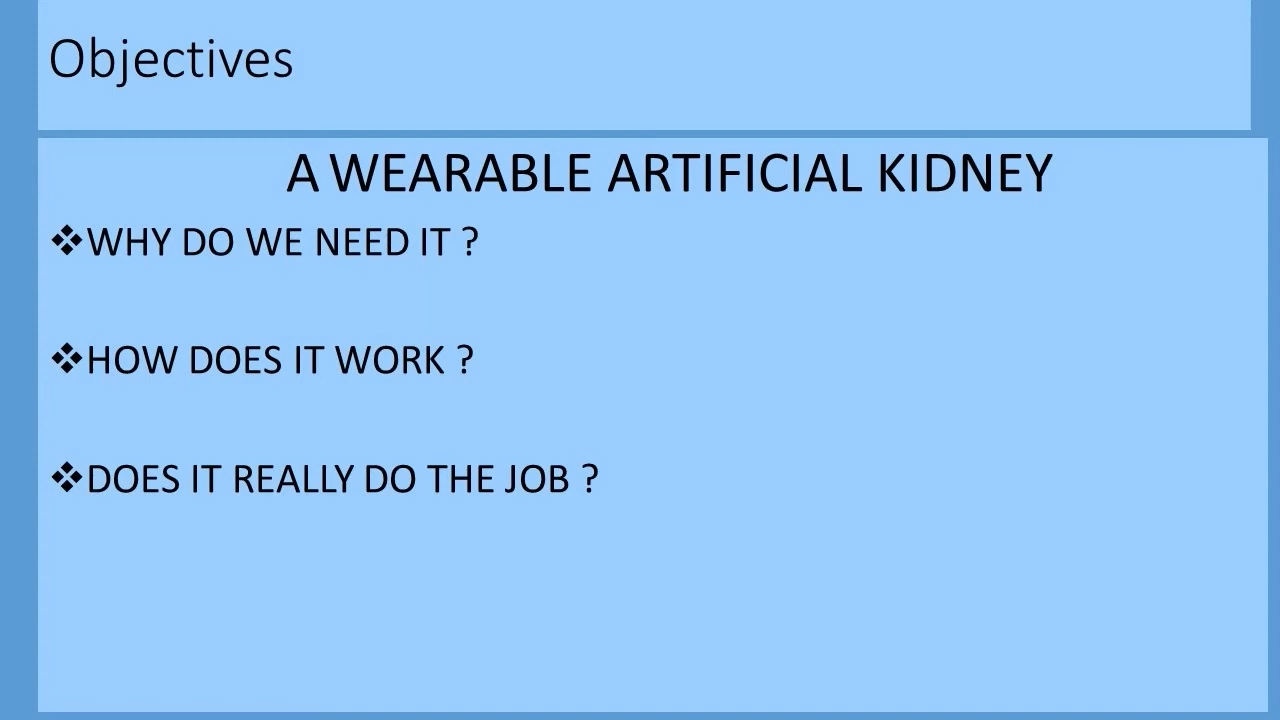 Objectives
A WEARABLE ARTIFICIAL KIDNEY
❖WHY DO WE NEED IT ?
❖HOW DOES IT WORK ?
❖DOES IT REALLY DO THE JOB ?